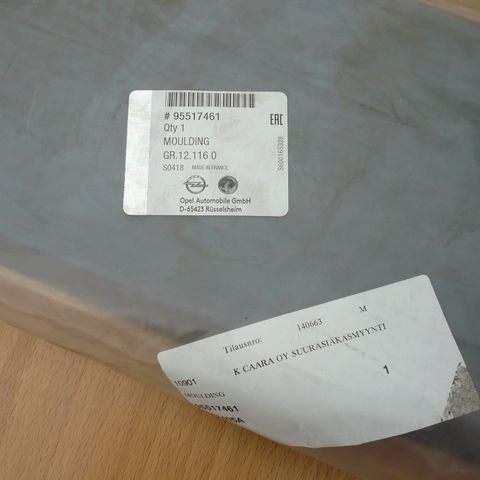 # 95517461
Qty 1
MOULDING
GR.12.116 0
S0418 MADE IN FRANCE
Opel Automobile GmbH
D-65423 Rüsselsheim
EAC
Tilausnro: 140663 M
K CAARA OY SUURASIAKASMYYNTI
10901 1
MOULDING
95517461